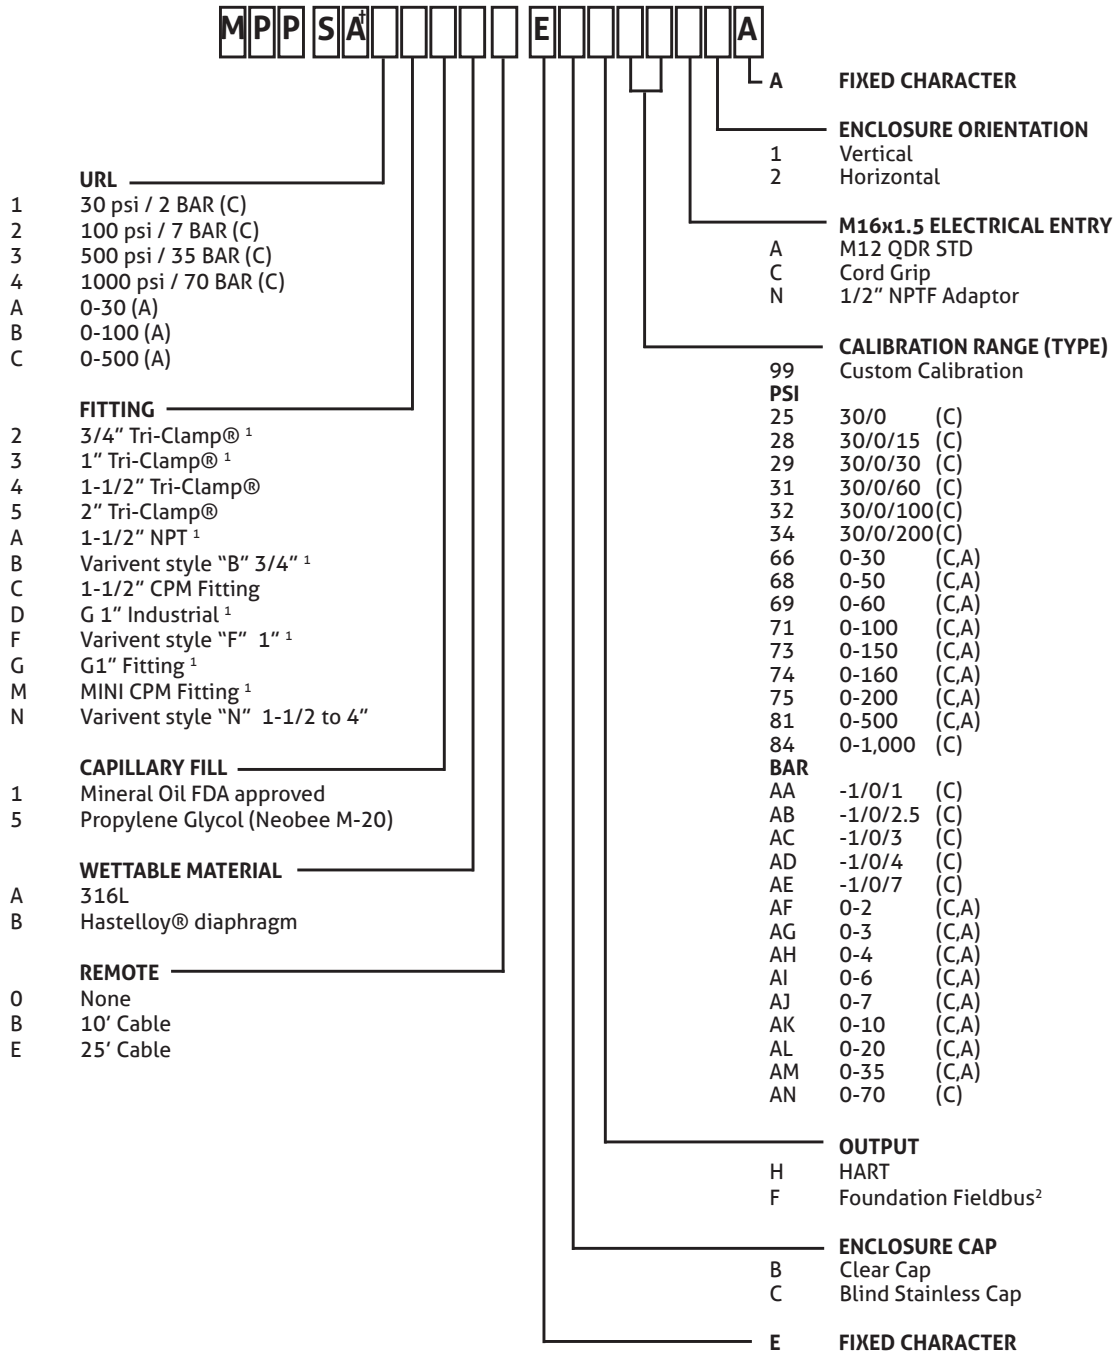 MPP SA† E A
URL
1 30 psi / 2 BAR (C)
2 100 psi / 7 BAR (C)
3 500 psi / 35 BAR (C)
4 1000 psi / 70 BAR (C)
A 0-30 (A)
B 0-100 (A)
C 0-500 (A)
FITTING
2 3/4” Tri-Clamp® ¹
3 1” Tri-Clamp® ¹
4 1-1/2” Tri-Clamp®
5 2” Tri-Clamp®
A 1-1/2” NPT ¹
B Varivent style “B” 3/4” ¹
C 1-1/2” CPM Fitting
D G 1” Industrial ¹
F Varivent style “F” 1” ¹
G G1” Fitting ¹
M MINI CPM Fitting ¹
N Varivent style “N” 1-1/2 to 4”
CAPILLARY FILL
1 Mineral Oil FDA approved
5 Propylene Glycol (Neobee M-20)
WETTABLE MATERIAL
A 316L
B Hastelloy® diaphragm
REMOTE
0 None
B 10’ Cable
E 25’ Cable
A FIXED CHARACTER
ENCLOSURE ORIENTATION
1 Vertical
2 Horizontal
M16x1.5 ELECTRICAL ENTRY
A M12 QDR STD
C Cord Grip
N 1/2” NPTF Adaptor
CALIBRATION RANGE (TYPE)
99 Custom Calibration
PSI
25 30/0 (C)
28 30/0/15 (C)
29 30/0/30 (C)
31 30/0/60 (C)
32 30/0/100 (C)
34 30/0/200 (C)
66 0-30 (C,A)
68 0-50 (C,A)
69 0-60 (C,A)
71 0-100 (C,A)
73 0-150 (C,A)
74 0-160 (C,A)
75 0-200 (C,A)
81 0-500 (C,A)
84 0-1,000 (C)
BAR
AA -1/0/1 (C)
AB -1/0/2.5 (C)
AC -1/0/3 (C)
AD -1/0/4 (C)
AE -1/0/7 (C)
AF 0-2 (C,A)
AG 0-3 (C,A)
AH 0-4 (C,A)
AI 0-6 (C,A)
AJ 0-7 (C,A)
AK 0-10 (C,A)
AL 0-20 (C,A)
AM 0-35 (C,A)
AN 0-70 (C)
OUTPUT
H HART
F Foundation Fieldbus²
ENCLOSURE CAP
B Clear Cap
C Blind Stainless Cap
E FIXED CHARACTER